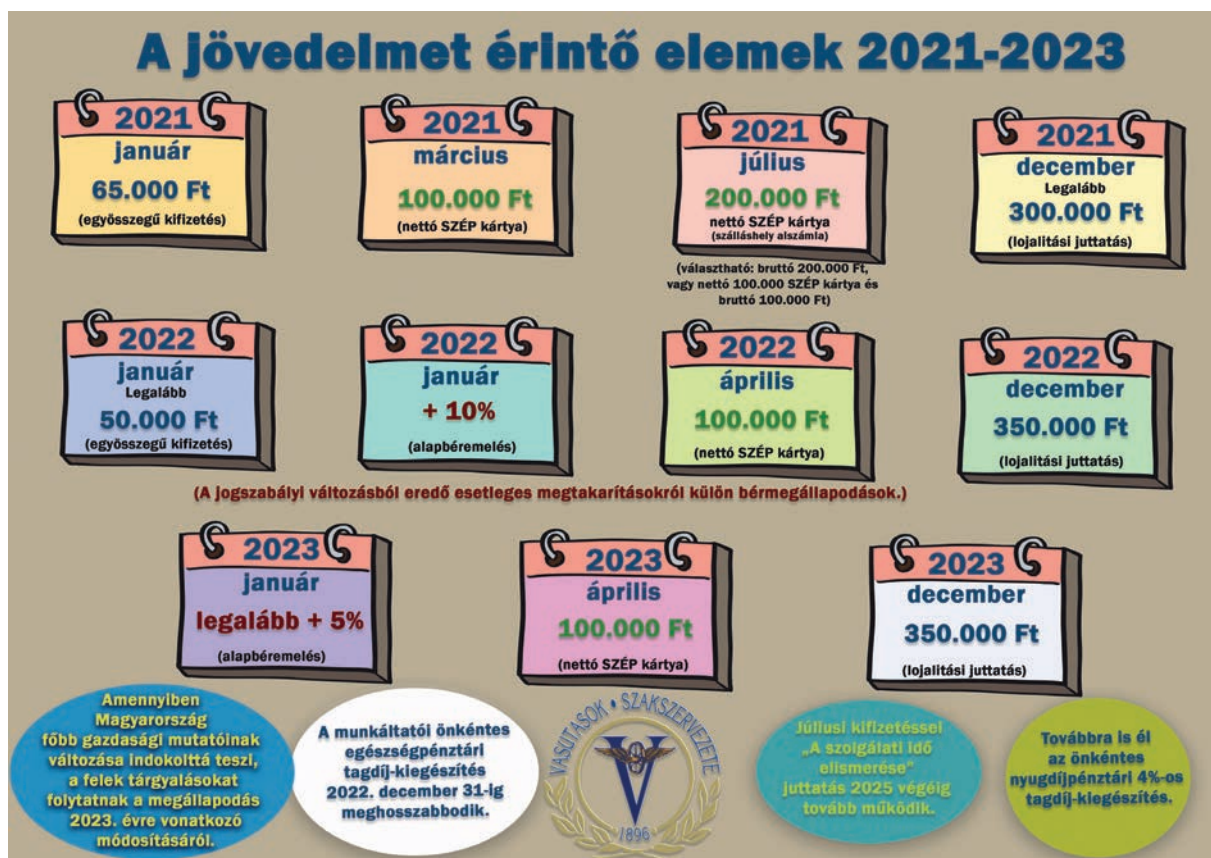 A jövedelmet érintő elemek 2021-2023
2021
január
65.000 Ft
(egyösszegű kifizetés)
2021
március
100.000 Ft
(nettó SZÉP kártya)
2021
július
200.000 Ft
nettó SZÉP kártya
(szálláshely alszámla)
(választható: bruttó 200.000 Ft,
vagy nettó 100.000 SZÉP kártya és
bruttó 100.000 Ft)
2021
december
Legalább
300.000 Ft
(lojalitási juttatás)
2022
január
Legalább
50.000 Ft
(egyösszegű kifizetés)
2022
január
+ 10%
(alapbéremelés)
2022
április
100.000 Ft
(nettó SZÉP kártya)
2022
december
350.000 Ft
(lojalitási juttatás)
(A jogszabályi változásból eredő esetleges megtakarításokról külön bérmegállapodások.)
2023
január
legalább + 5%
(alapbéremelés)
2023
április
100.000 Ft
(nettó SZÉP kártya)
2023
december
350.000 Ft
(lojalitási juttatás)
Amennyiben
Magyarország
főbb gazdasági mutatóinak
változása indokolttá teszi,
a felek tárgyalásokat
folytatnak a megállapodás
2023. évre vonatkozó
módosításáról.
A munkáltatói önkéntes
egészségpénztári
tagdíj-kiegészítés
2022. december 31-ig
meghosszabbodik.
VASUTASOK • SZAKSZERVEZETE
V
1896
Júliusi kifizetéssel
„A szolgálati idő
elismerése"
juttatás 2025 végéig
tovább működik.
Továbbra is él
az önkéntes
nyugdíjpénztári 4%-os
tagdíj-kiegészítés.